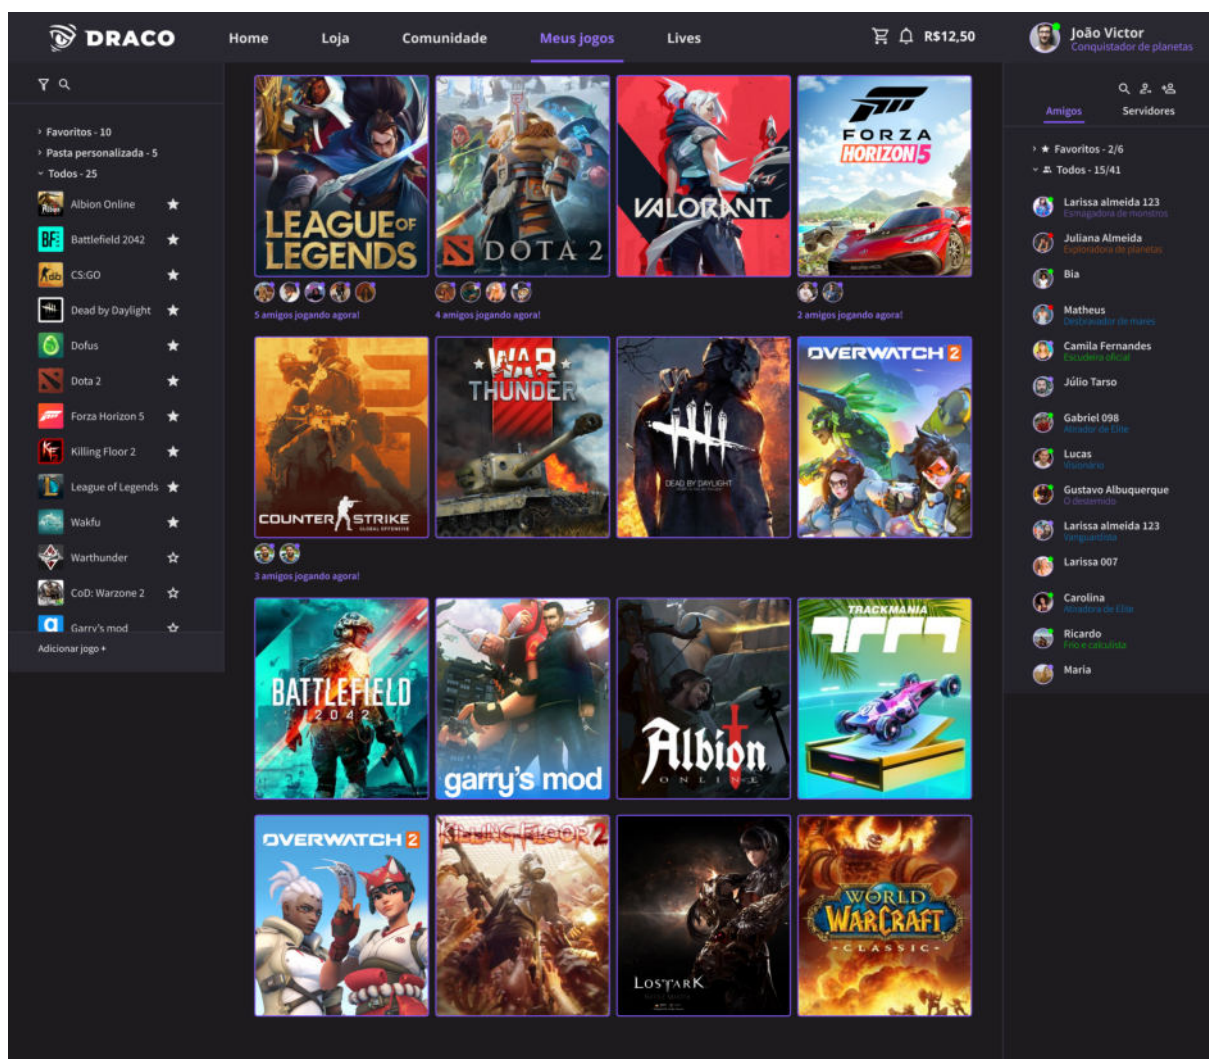 DRACO
Home
Loja
Comunidade
Meus jogos
Lives
R$12,50
João Victor
Conquistador de planetas
› Favoritos - 10
› Pasta personalizada - 5
Todos - 25
Albion Online
Battlefield 2042
CS:GO
Dead by Daylight
Dofus
Dota 2
Forza Horizon 5
Killing Floor 2
League of Legends
Wakfu
Warthunder
CoD: Warzone 2
Garry's mod
Adicionar jogo +
LEAGUE OF
LEGENDS
DOTA 2
VALORANT
FORZA
HORIZON 5
5 amigos jogando agora!
4 amigos jogando agora!
2 amigos jogando agora!
COUNTER STRIKE
GLOBAL OFFENSIVE
WAR
THUNDER
DEAD BY DAYLIGHT
OVERWATCH 2
3 amigos jogando agora!
BATTLEFIELD
2042
garry's mod
Albion
ONLINE
TRACKMANIA
OVERWATCH 2
KILLING FLOOR 2
LOST ARK
WORLD
WARCRAFT
CLASSIC
Amigos
Servidores
› Favoritos - 2/6
Todos - 15/41
Larissa almeida 123
Esmagadora de monstros
Juliana Almeida
Exploradora de planetas
Bia
Matheus
Desbravador de mares
Camila Fernandes
Escudeira oficial
Júlio Tarso
Gabriel 098
Atirador de Elite
Lucas
Visionário
Gustavo Albuquerque
O destemido
Larissa almeida 123
Vanguardista
Larissa 007
Carolina
Atiradora de Elite
Ricardo
Frio e calculista
Maria